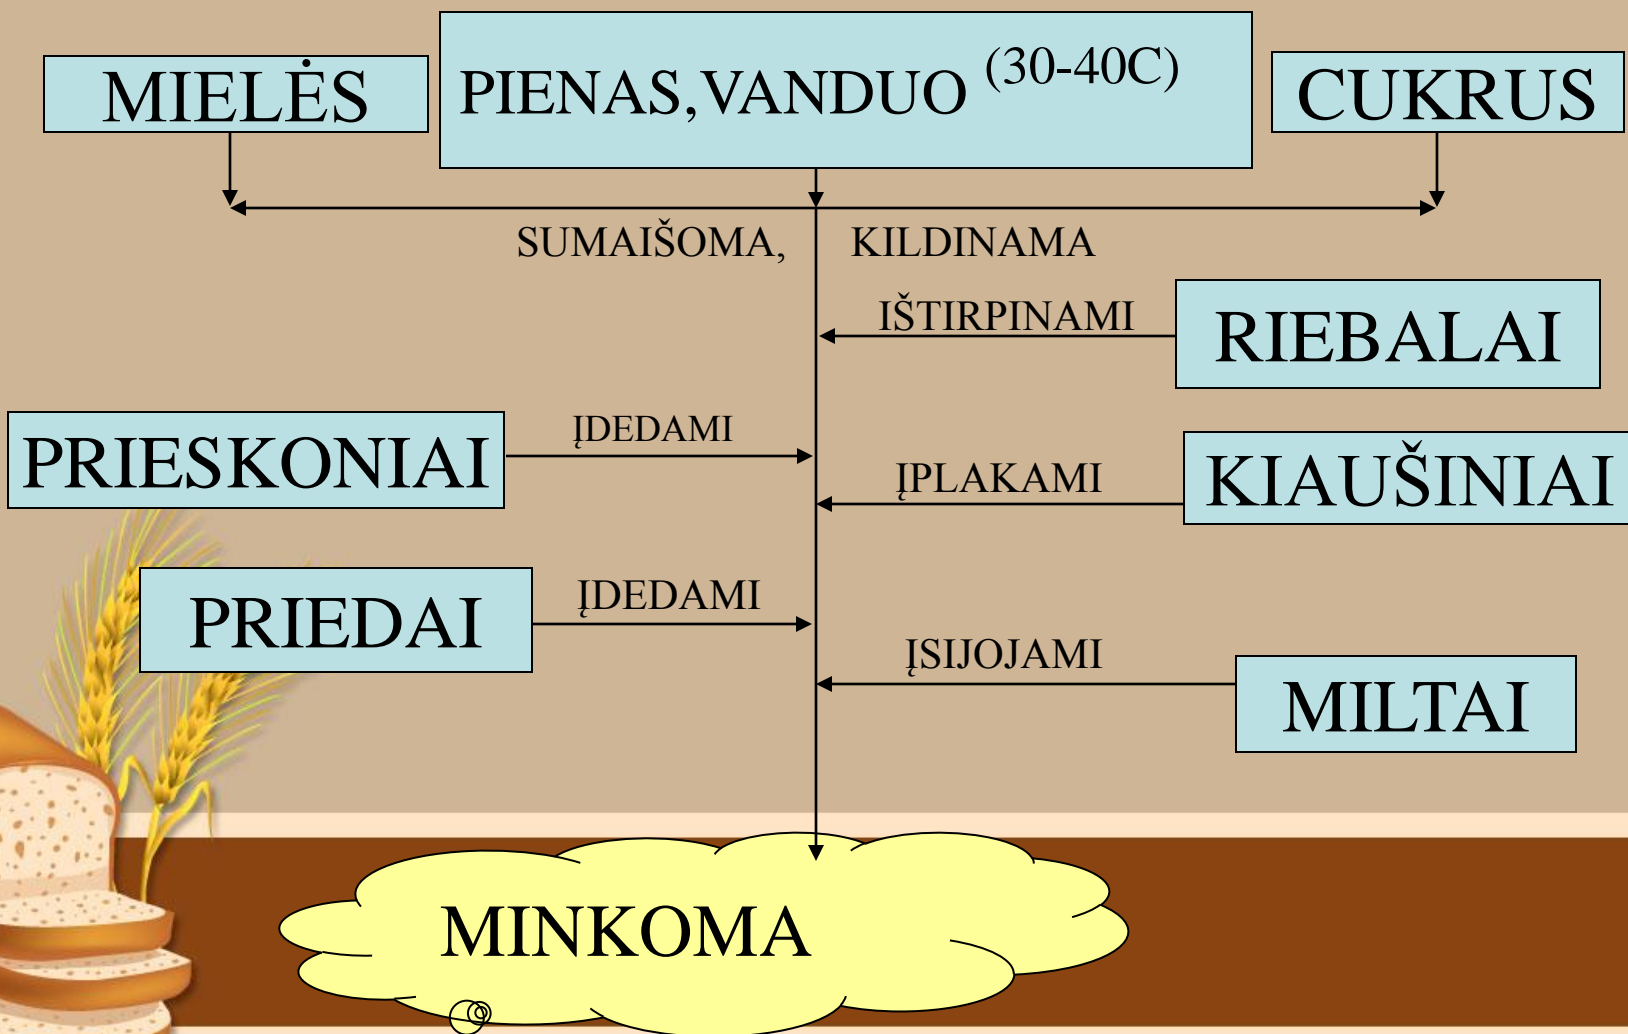 MIELĖS
PIENAS,VANDUO (30-40C)
CUKRUS
SUMAIŠOMA, KILDINAMA
IŠTIRPINAMI
RIEBALAI
PRIESKONIAI
ĮDEDAMI
ĮPLAKAMI
KIAUŠINIAI
PRIEDAI
ĮDEDAMI
ĮSIJOJAMI
MILTAI
MINKOMA